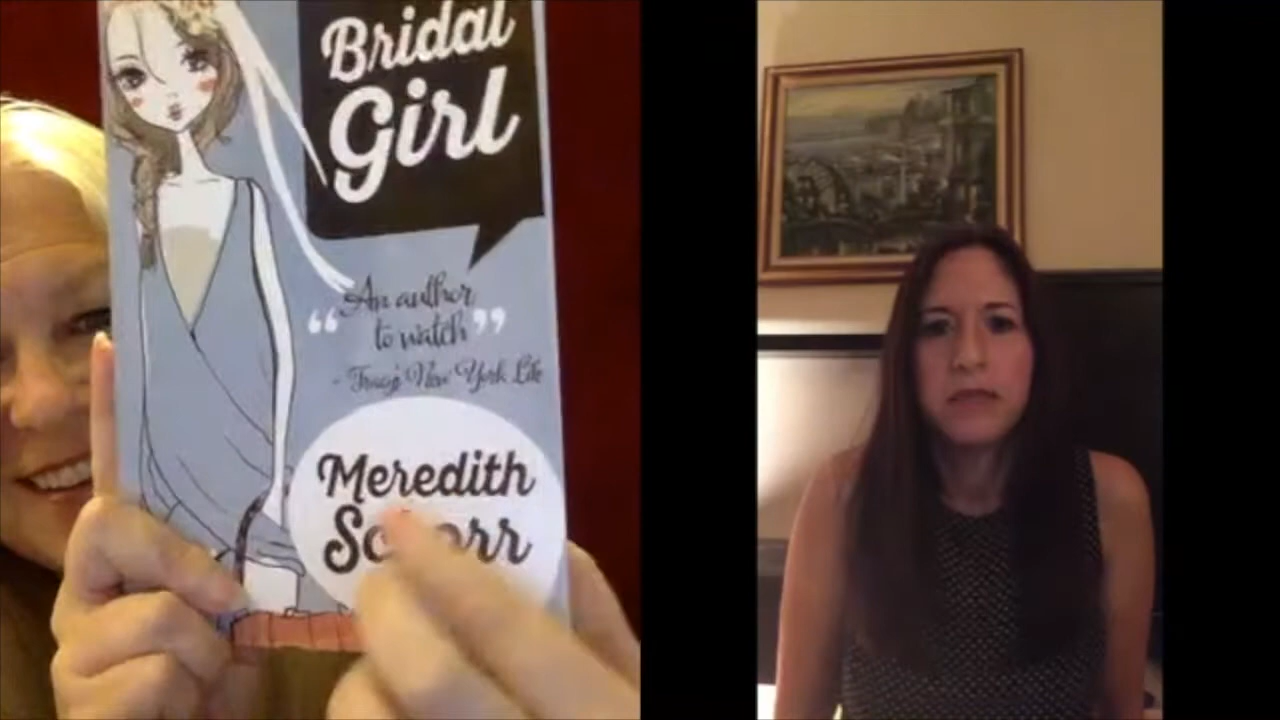 Bridal
Girl
"An author
to watch"
- Tracy's New York Life
Meredith